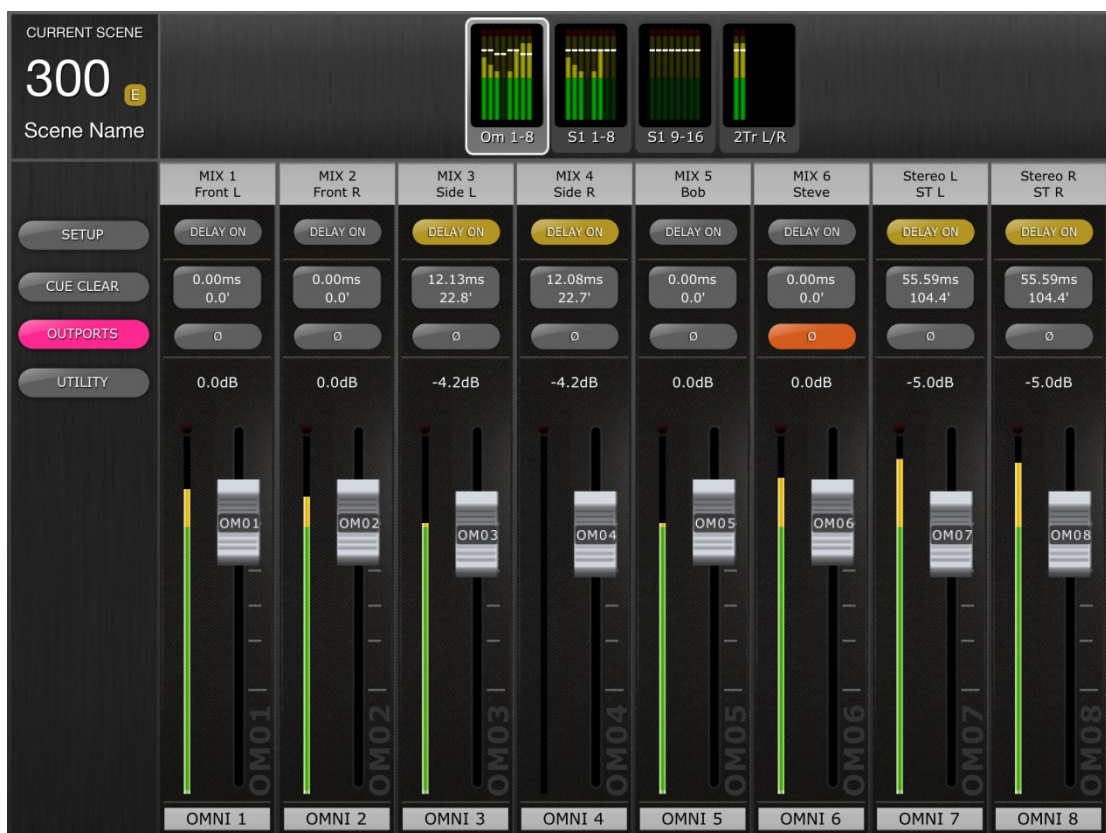 CURRENT SCENE
300 E
Scene Name
Om 1-8 S1 1-8 S1 9-16 2Tr L/R
MIX 1 MIX 2 MIX 3 MIX 4 MIX 5 MIX 6 Stereo L Stereo R
Front L Front R Side L Side R Bob Steve ST L ST R
SETUP DELAY ON DELAY ON DELAY ON DELAY ON DELAY ON DELAY ON DELAY ON DELAY ON
CUE CLEAR
0.00ms 0.00ms 12.13ms 12.08ms 0.00ms 0.00ms 55.59ms 55.59ms
0.0' 0.0' 22.8' 22.7' 0.0' 0.0' 104.4' 104.4'
OUTPORTS Ø Ø Ø Ø Ø Ø Ø Ø
UTILITY 0.0dB 0.0dB -4.2dB -4.2dB 0.0dB 0.0dB -5.0dB -5.0dB
OM01 OM02 OM03 OM04 OM05 OM06 OM07 OM08
OM01 OM02 OM03 OM04 OM05 OM06 OM07 OM08
OMNI 1 OMNI 2 OMNI 3 OMNI 4 OMNI 5 OMNI 6 OMNI 7 OMNI 8